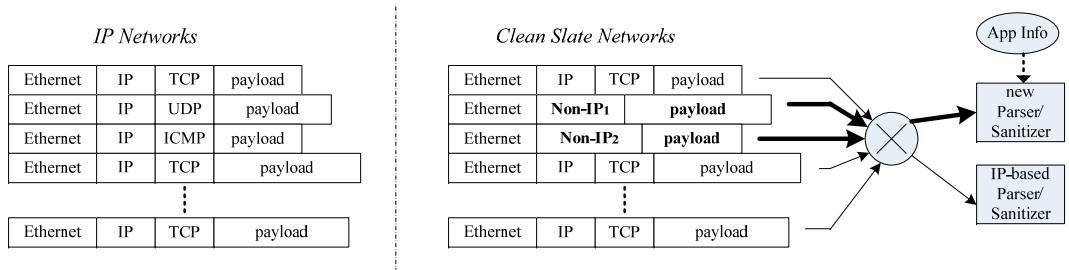 IP Networks
Ethernet IP TCP payload
Ethernet IP UDP payload
Ethernet IP ICMP payload
Ethernet IP TCP payload
Ethernet IP TCP payload
Clean Slate Networks
Ethernet IP TCP payload
Ethernet Non-IP1 payload
Ethernet Non-IP2 payload
Ethernet IP TCP payload
Ethernet IP TCP payload
App Info
new
Parser/
Sanitizer
IP-based
Parser/
Sanitizer